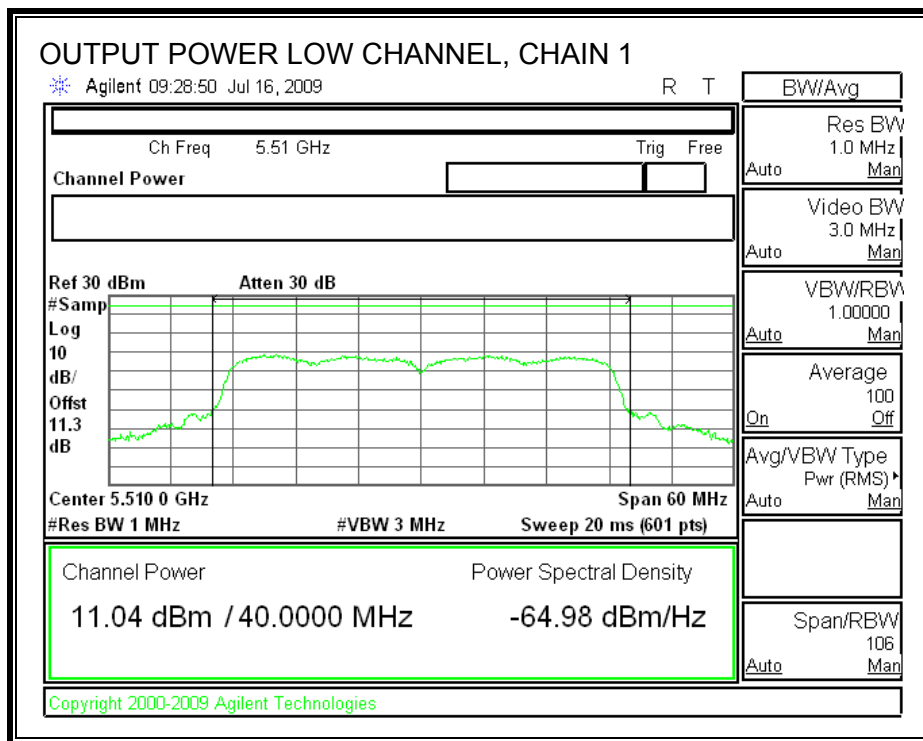 OUTPUT POWER LOW CHANNEL, CHAIN 1
Agilent 09:28:50 Jul 16, 2009 R T
Ch Freq 5.51 GHz Trig Free
Channel Power
Ref 30 dBm Atten 30 dB
#Samp
Log
10
dB/
Offst
11.3
dB
Center 5.510 0 GHz Span 60 MHz
#Res BW 1 MHz #VBW 3 MHz Sweep 20 ms (601 pts)
Channel Power Power Spectral Density
11.04 dBm / 40.0000 MHz -64.98 dBm/Hz
Copyright 2000-2009 Agilent Technologies
BW/Avg
Res BW
1.0 MHz
Auto Man
Video BW
3.0 MHz
Auto Man
VBW/RBW
1.00000
Auto Man
Average
100
On Off
Avg/VBW Type
Pwr (RMS)
Auto Man
Span/RBW
106
Auto Man